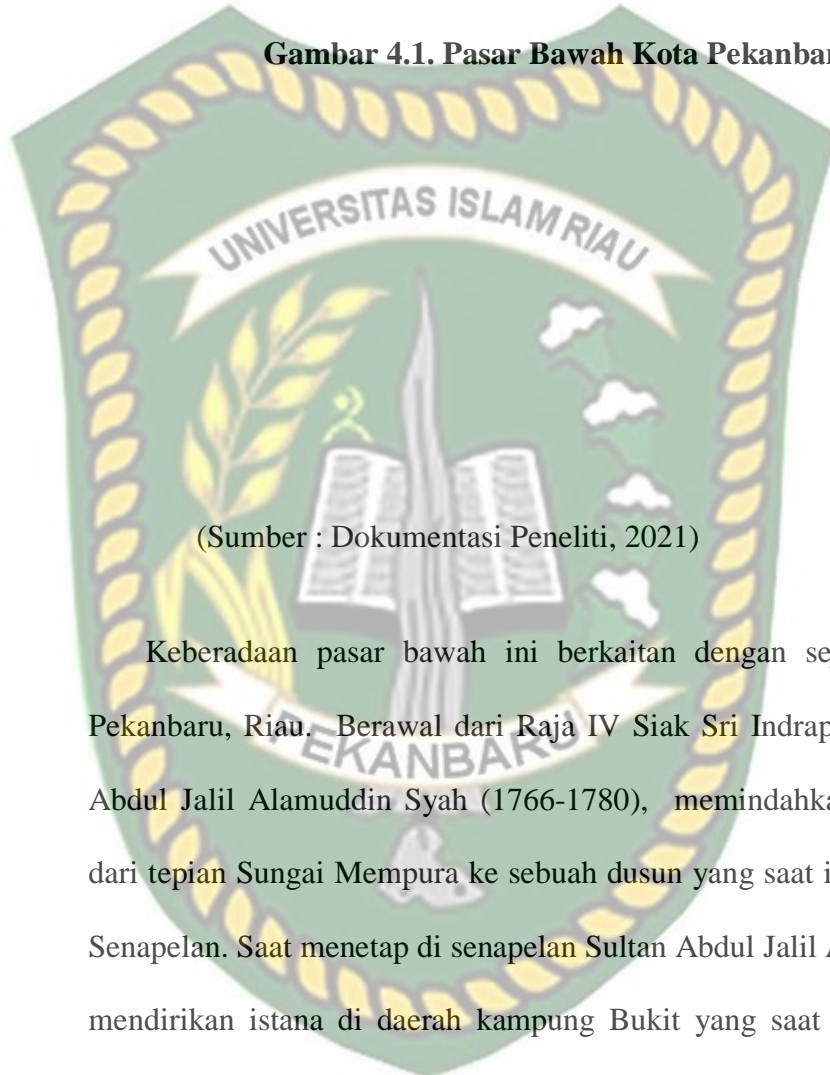 Gambar 4.1. Pasar Bawah Kota Pekanbar
UNIVERSITAS ISLAM RIAU
(Sumber : Dokumentasi Peneliti, 2021)
Keberadaan pasar bawah ini berkaitan dengan se
Pekanbaru, Riau. Berawal dari Raja IV Siak Sri Indrap
PEKANBARU
Abdul Jalil Alamuddin Syah (1766-1780), memindahka
dari tepian Sungai Mempura ke sebuah dusun yang saat i
Senapelan. Saat menetap di senapelan Sultan Abdul Jalil A
mendirikan istana di daerah kampung Bukit yang saat